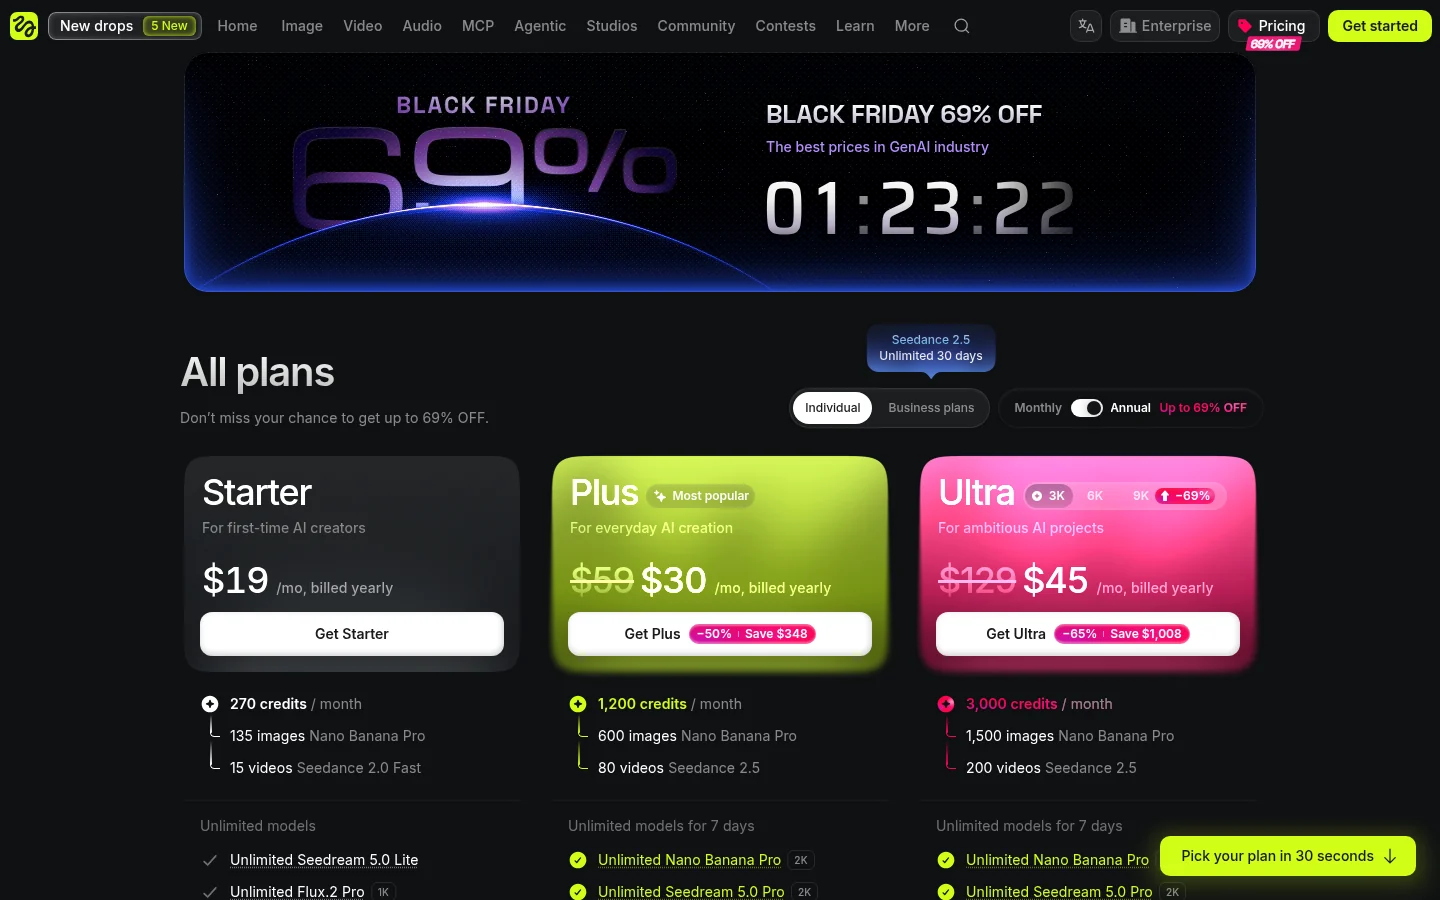 New drops 5 New Home Image Video Audio MCP Agentic Studios Community Contests Learn More Enterprise Pricing Get started
69% OFF
BLACK FRIDAY
69%
BLACK FRIDAY 69% OFF
The best prices in GenAI industry
01:23:22
Seedance 2.5
Unlimited 30 days
All plans
Don't miss your chance to get up to 69% OFF.
Individual Business plans Monthly Annual Up to 69% OFF
Starter
For first-time AI creators
$19 /mo, billed yearly
Get Starter
270 credits / month
135 images Nano Banana Pro
15 videos Seedance 2.0 Fast
Unlimited models
Unlimited Seedream 5.0 Lite
Unlimited Flux.2 Pro 1K
Plus Most popular
For everyday AI creation
$59 $30 /mo, billed yearly
Get Plus −50% Save $348
1,200 credits / month
600 images Nano Banana Pro
80 videos Seedance 2.5
Unlimited models for 7 days
Unlimited Nano Banana Pro 2K
Unlimited Seedream 5.0 Pro 2K
Ultra 3K 6K 9K −69%
For ambitious AI projects
$129 $45 /mo, billed yearly
Get Ultra −65% Save $1,008
3,000 credits / month
1,500 images Nano Banana Pro
200 videos Seedance 2.5
Unlimited models for 7 days
Unlimited Nano Banana Pro
Unlimited Seedream 5.0 Pro 2K
Pick your plan in 30 seconds